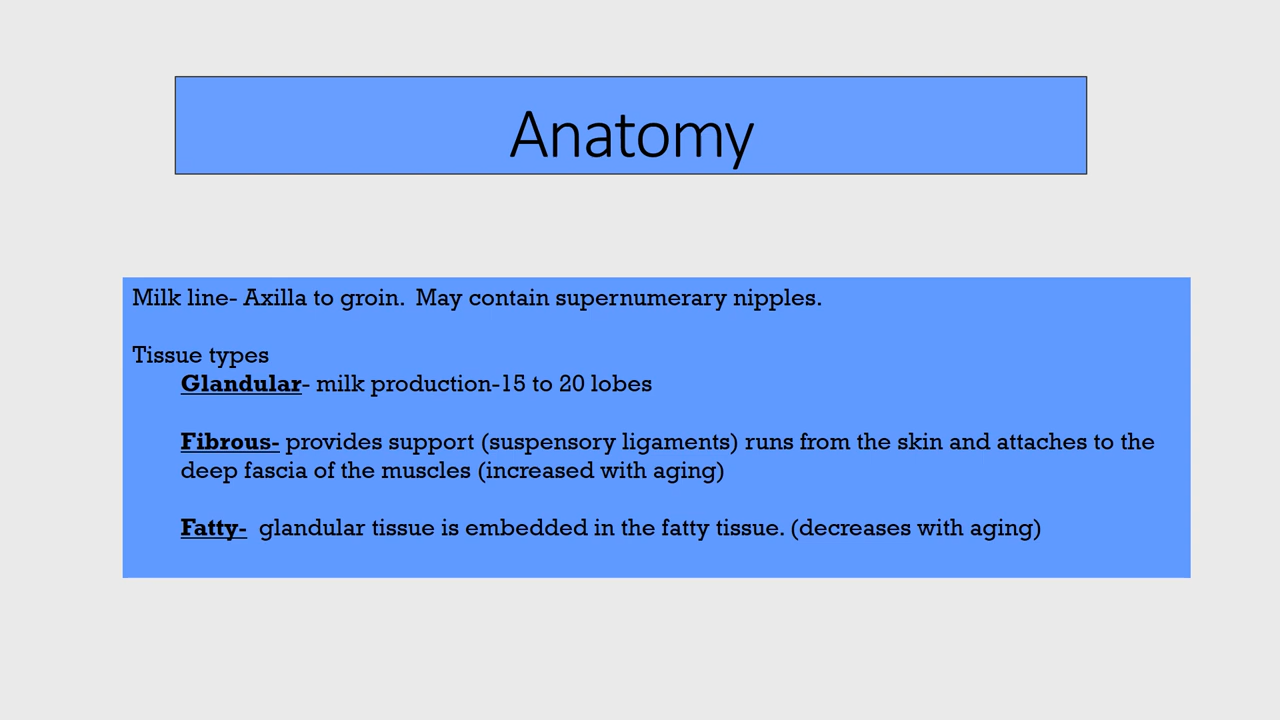 Anatomy
Milk line- Axilla to groin.  May contain supernumerary nipples.
Tissue types
Glandular- milk production-15 to 20 lobes
Fibrous- provides support (suspensory ligaments) runs from the skin and attaches to the
deep fascia of the muscles (increased with aging)
Fatty-  glandular tissue is embedded in the fatty tissue. (decreases with aging)